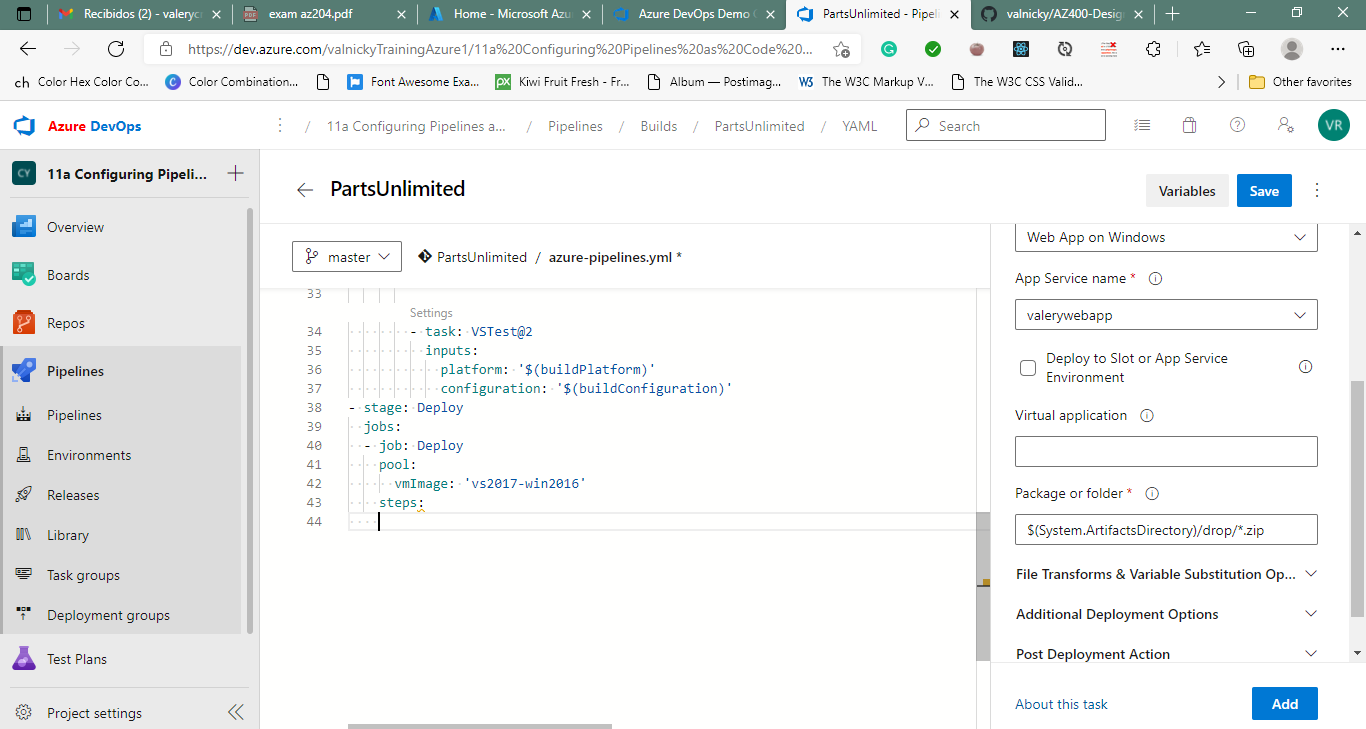 Recibidos (2) - valeryc
exam az204.pdf
Home - Microsoft Azu
Azure DevOps Demo
PartsUnlimited - Pipeli
valnicky/AZ400-Desig
https://dev.azure.com/valnickyTrainingAzure1/11a%20Configuring%20Pipelines%20as%20Code%20...
ch Color Hex Color Co...
C Color Combination...
Font Awesome Exa...
px Kiwi Fruit Fresh - Fr...
Album — Postimag...
W3 The W3C Markup V...
The W3C CSS Valid...
Other favorites
Azure DevOps
/ 11a Configuring Pipelines a... / Pipelines / Builds / PartsUnlimited / YAML
Search
VR
CY 11a Configuring Pipeli...
Overview
Boards
Repos
Pipelines
Pipelines
Environments
Releases
Library
Task groups
Deployment groups
Test Plans
Project settings
PartsUnlimited
Variables
Save
master
PartsUnlimited / azure-pipelines.yml *
33
Settings
34 - task: VSTest@2
35 inputs:
36 platform: '$(buildPlatform)'
37 configuration: '$(buildConfiguration)'
38 - stage: Deploy
39 jobs:
40 - job: Deploy
41 pool:
42 vmImage: 'vs2017-win2016'
43 steps:
44
Web App on Windows
App Service name *
valerywebapp
Deploy to Slot or App Service
Environment
Virtual application
Package or folder *
$(System.ArtifactsDirectory)/drop/*.zip
File Transforms & Variable Substitution Op...
Additional Deployment Options
Post Deployment Action
About this task
Add